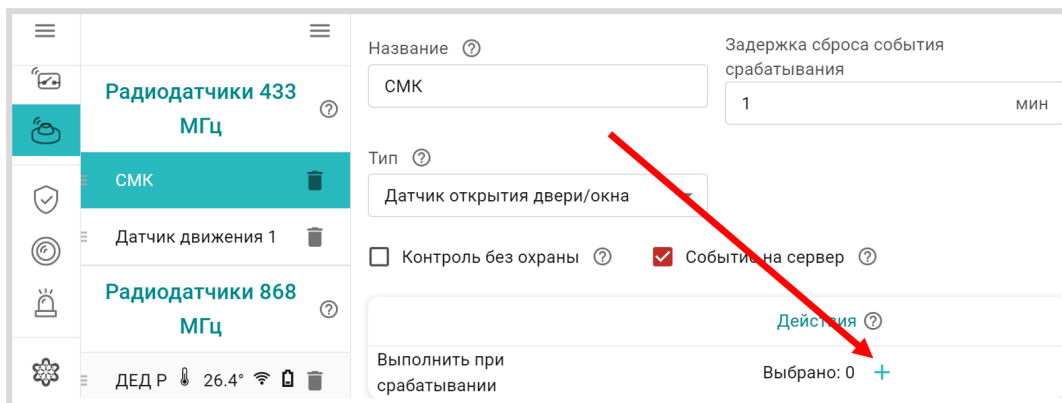 Радиодатчики 433
МГц
СМК
Датчик движения 1
Радиодатчики 868
МГц
ДЕД Р 26.4°
Название
СМК
Задержка сброса события
срабатывания
1 мин
Тип
Датчик открытия двери/окна
Контроль без охраны
Событие на сервер
Действия
Выполнить при
срабатывании
Выбрано: 0 +